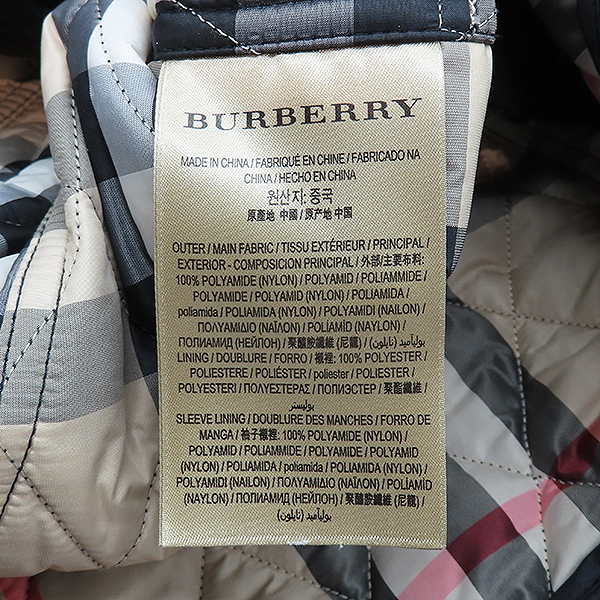 BURBERRY
MADE IN CHINA / FABRIQUÉ EN CHINE / FABRICADO NA
CHINA / HECHO EN CHINA
원산지: 중국
原產地 中國 / 原产地 中国
OUTER / MAIN FABRIC / TISSU EXTÉRIEUR / PRINCIPAL /
EXTERIOR - COMPOSICION PRINCIPAL / 外部/主要布料:
100% POLYAMIDE (NYLON) / POLYAMID / POLIAMMIDE /
POLYAMIDE / POLYAMID (NYLON) / POLIAMIDA /
poliamida / POLIAMIDA (NYLON) / POLYAMIDI (NAILON)
/ ΠΟΛΥΑΜΙΔΙΟ (ΝΑΪΛΟΝ) / POLİAMİD (NAYLON) /
ПОЛИАМИД (НЕЙЛОН) / 聚醯胺纖維 (尼龍) / بوليأميد (نايلون)
LINING / DOUBLURE / FORRO / 襯裡: 100% POLYESTER /
POLIESTERE / POLIÉSTER / poliester / POLIESTER /
POLYESTERI / ΠΟΛΥΕΣΤΕΡΑΣ / ПОЛИЭСТЕР / 聚酯纖維
/ بوليستر
SLEEVE LINING / DOUBLURE DES MANCHES / FORRO DE
MANGA / 袖子襯裡: 100% POLYAMIDE (NYLON) /
POLYAMID / POLIAMMIDE / POLYAMIDE / POLYAMID
(NYLON) / POLIAMIDA / poliamida / POLIAMIDA (NYLON) /
POLYAMIDI (NAILON) / ΠΟΛΥΑΜΙΔΙΟ (ΝΑΪΛΟΝ) / POLİAMİD
(NAYLON) / ПОЛИАМИД (НЕЙЛОН) / 聚醯胺纖維 (尼龍) /
بوليأميد (نايلون) /